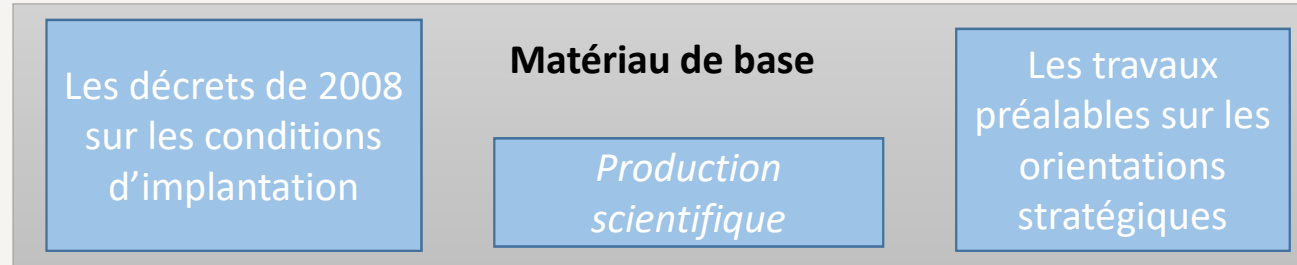 Les décrets de 2008
sur les conditions
d’implantation
Matériau de base
Production
scientifique
Les travaux
préalables sur les
orientations
stratégiques